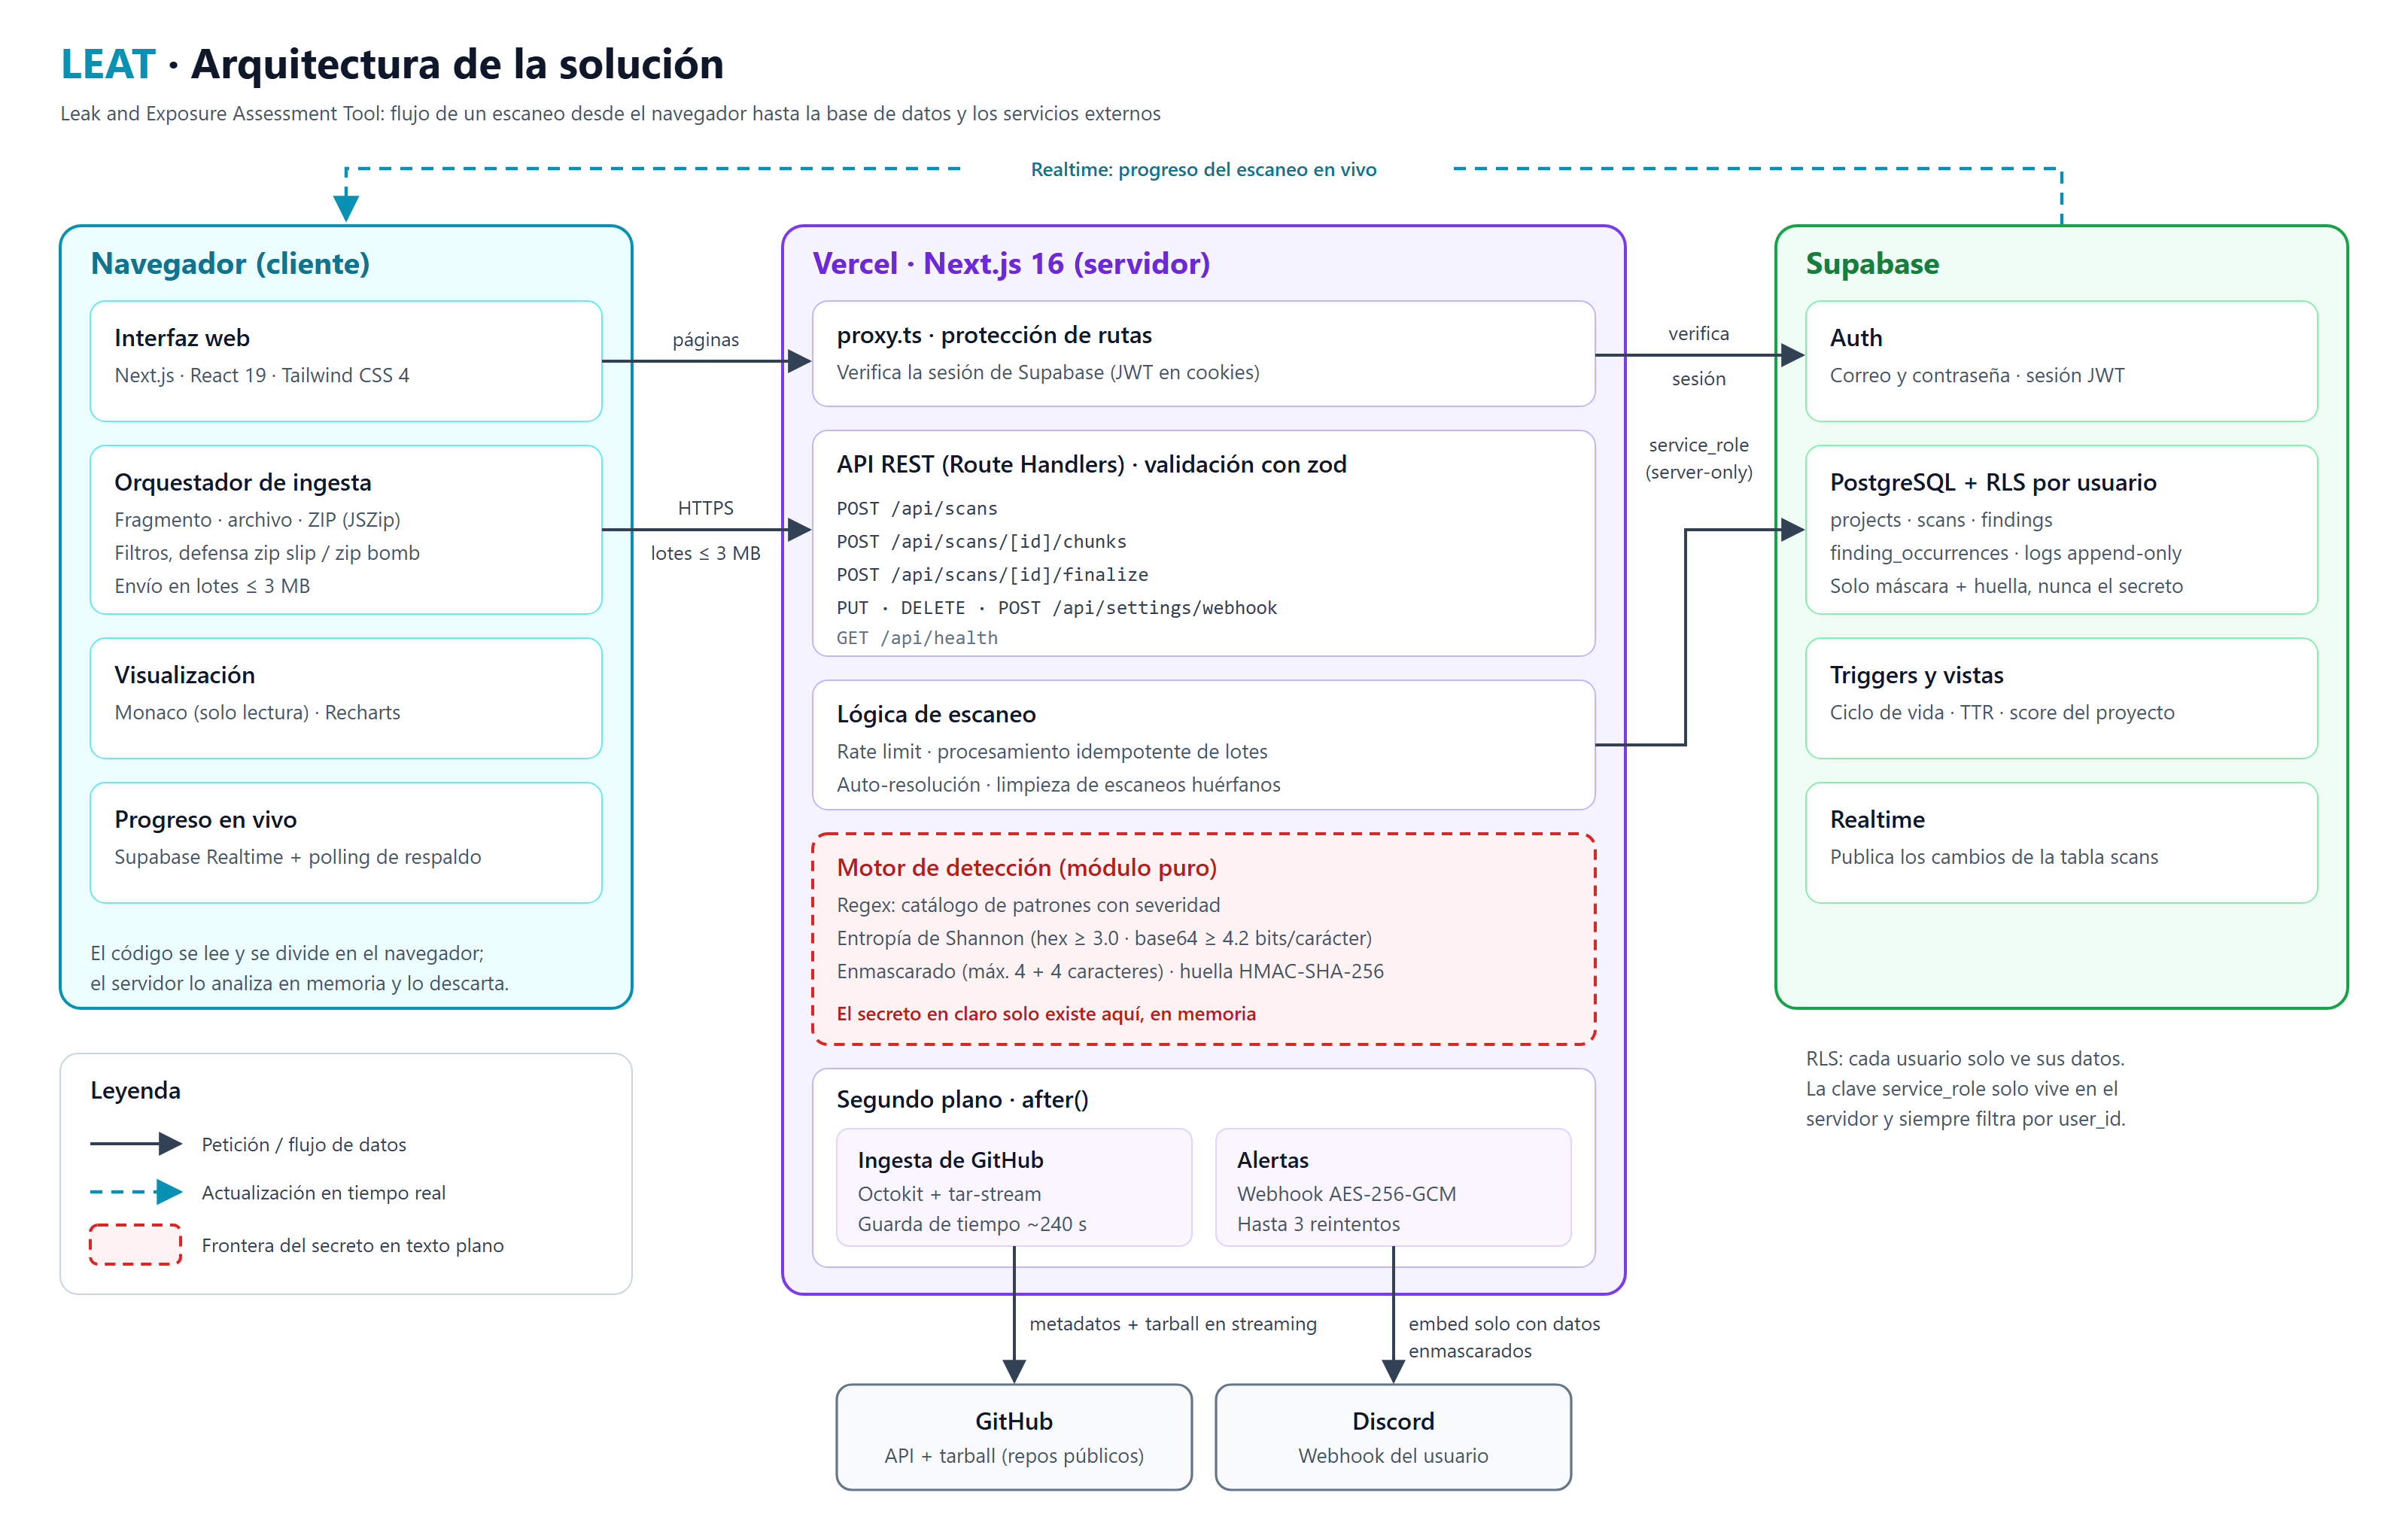 LEAT · Arquitectura de la solución
Leak and Exposure Assessment Tool: flujo de un escaneo desde el navegador hasta la base de datos y los servicios externos
Realtime: progreso del escaneo en vivo
Navegador (cliente)
Interfaz web
Next.js · React 19 · Tailwind CSS 4
Orquestador de ingesta
Fragmento · archivo · ZIP (JSZip)
Filtros, defensa zip slip / zip bomb
Envío en lotes ≤ 3 MB
Visualización
Monaco (solo lectura) · Recharts
Progreso en vivo
Supabase Realtime + polling de respaldo
El código se lee y se divide en el navegador;
el servidor lo analiza en memoria y lo descarta.
páginas
HTTPS
lotes ≤ 3 MB
Vercel · Next.js 16 (servidor)
proxy.ts · protección de rutas
Verifica la sesión de Supabase (JWT en cookies)
API REST (Route Handlers) · validación con zod
POST /api/scans
POST /api/scans/[id]/chunks
POST /api/scans/[id]/finalize
PUT · DELETE · POST /api/settings/webhook
GET /api/health
Lógica de escaneo
Rate limit · procesamiento idempotente de lotes
Auto-resolución · limpieza de escaneos huérfanos
Motor de detección (módulo puro)
Regex: catálogo de patrones con severidad
Entropía de Shannon (hex ≥ 3.0 · base64 ≥ 4.2 bits/carácter)
Enmascarado (máx. 4 + 4 caracteres) · huella HMAC-SHA-256
El secreto en claro solo existe aquí, en memoria
Segundo plano · after()
Ingesta de GitHub
Octokit + tar-stream
Guarda de tiempo ~240 s
Alertas
Webhook AES-256-GCM
Hasta 3 reintentos
verifica
sesión
service_role
(server-only)
Supabase
Auth
Correo y contraseña · sesión JWT
PostgreSQL + RLS por usuario
projects · scans · findings
finding_occurrences · logs append-only
Solo máscara + huella, nunca el secreto
Triggers y vistas
Ciclo de vida · TTR · score del proyecto
Realtime
Publica los cambios de la tabla scans
RLS: cada usuario solo ve sus datos.
La clave service_role solo vive en el
servidor y siempre filtra por user_id.
Leyenda
Petición / flujo de datos
Actualización en tiempo real
Frontera del secreto en texto plano
metadatos + tarball en streaming
embed solo con datos
enmascarados
GitHub
API + tarball (repos públicos)
Discord
Webhook del usuario